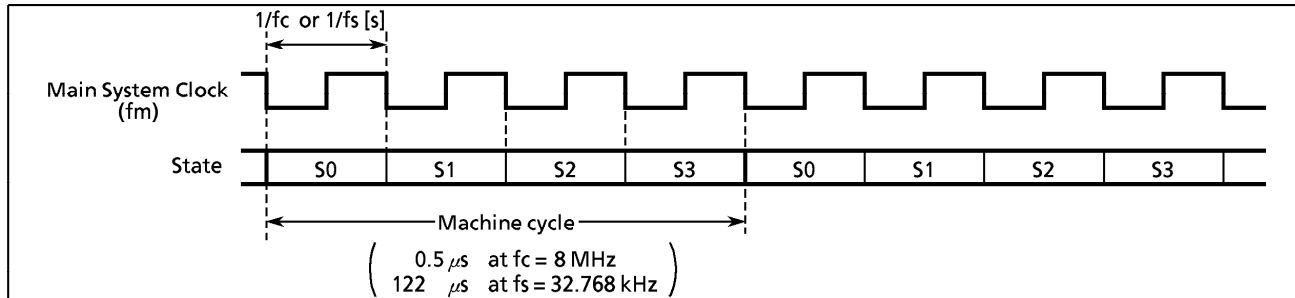 1/fc or 1/fs [s]
Main System Clock
(fm)
State S0 S1 S2 S3 S0 S1 S2 S3
Machine cycle
0.5 μs at fc = 8 MHz
122 μs at fs = 32.768 kHz